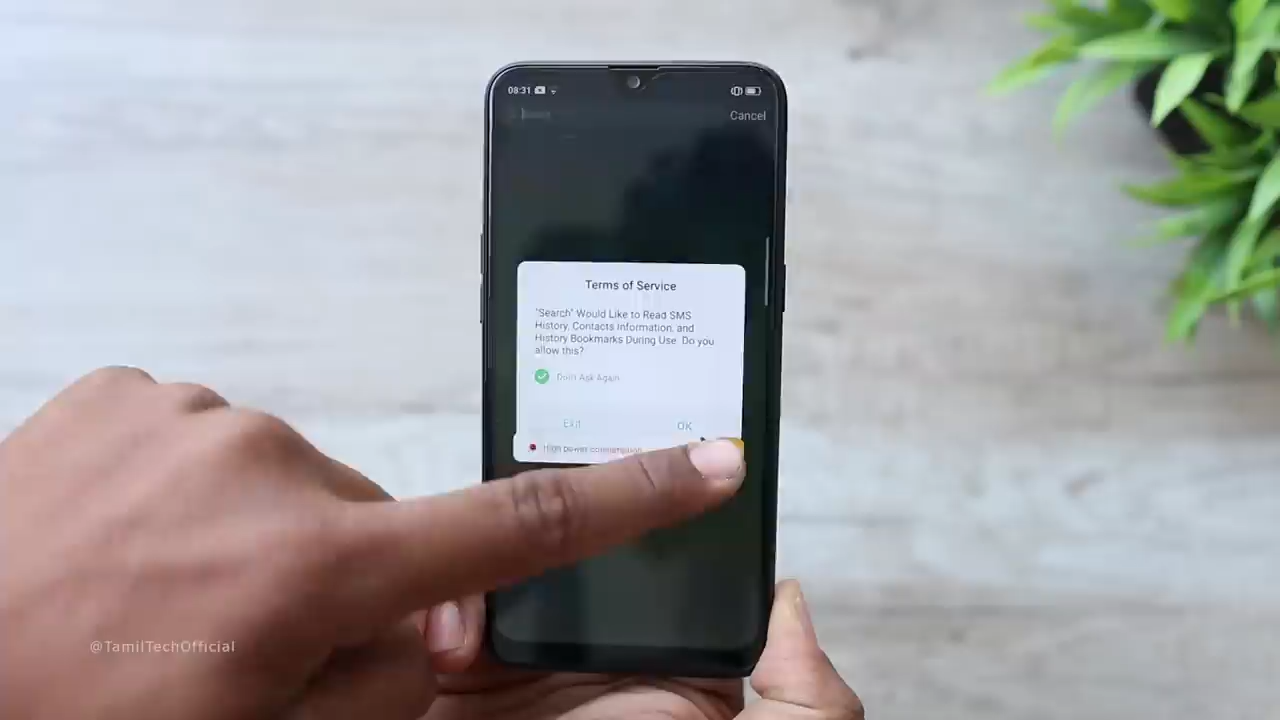 08:31
Cancel
Terms of Service
"Search" Would Like to Read SMS
History, Contacts Information, and
History Bookmarks During Use. Do you
allow this?
Don't Ask Again
Exit
OK
High power consumption
@TamilTechOfficial